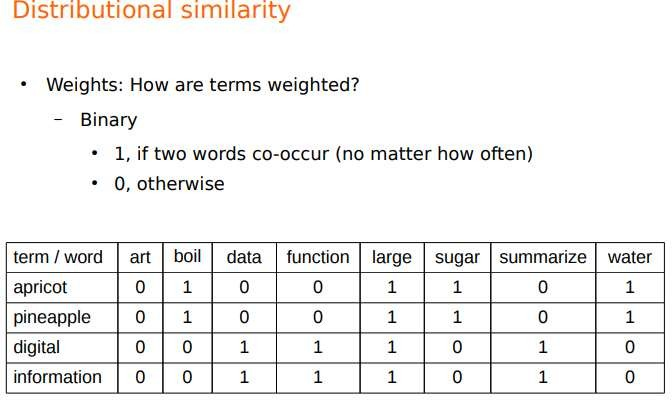 Distributional similarity
• Weights: How are terms weighted?
– Binary
• 1, if two words co-occur (no matter how often)
• 0, otherwise
term / word art boil data function large sugar summarize water
apricot 0 1 0 0 1 1 0 1
pineapple 0 1 0 0 1 1 0 1
digital 0 0 1 1 1 0 1 0
information 0 0 1 1 1 0 1 0